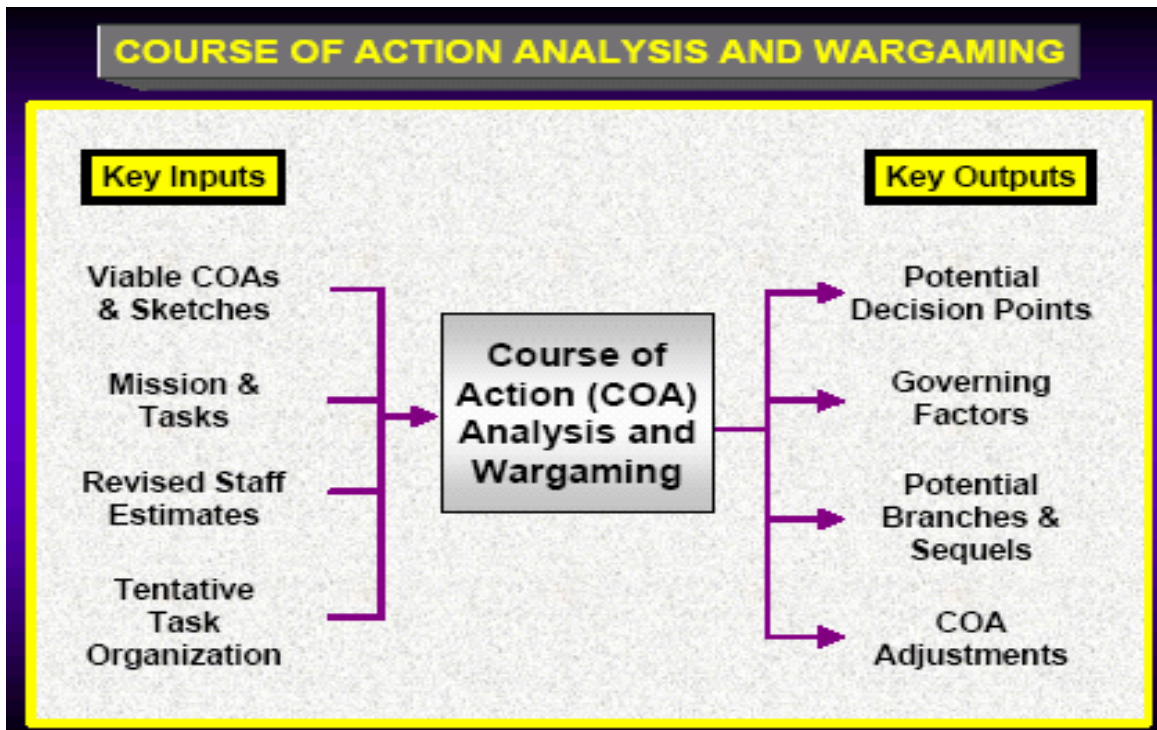 COURSE OF ACTION ANALYSIS AND WARGAMING
Key Inputs
Viable COAs
& Sketches
Mission &
Tasks
Revised Staff
Estimates
Tentative
Task
Organization
Course of
Action (COA)
Analysis and
Wargaming
Key Outputs
Potential
Decision Points
Governing
Factors
Potential
Branches &
Sequels
COA
Adjustments